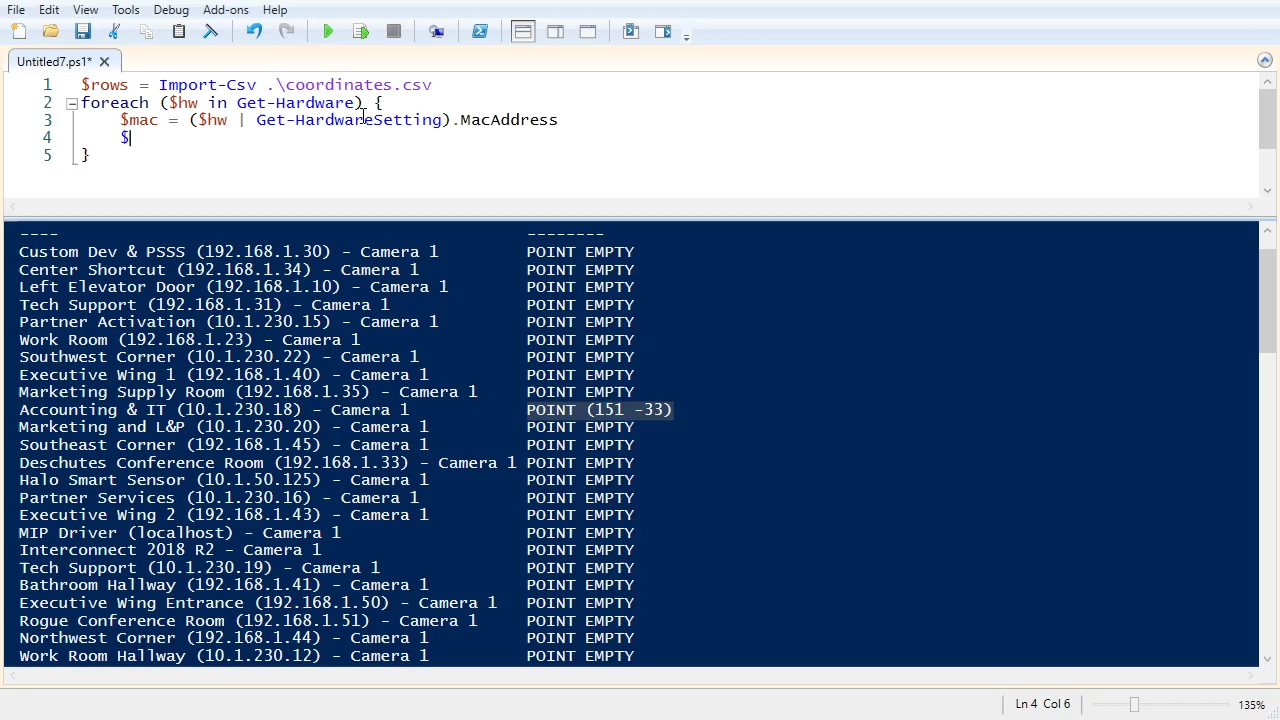 File Edit View Tools Debug Add-ons Help
Untitled7.ps1*
1 $rows = Import-Csv .\coordinates.csv
2 foreach ($hw in Get-Hardware) {
3 $mac = ($hw | Get-HardwareSetting).MacAddress
4 $
5 }
---- --------
Custom Dev & PSSS (192.168.1.30) - Camera 1 POINT EMPTY
Center Shortcut (192.168.1.34) - Camera 1 POINT EMPTY
Left Elevator Door (192.168.1.10) - Camera 1 POINT EMPTY
Tech Support (192.168.1.31) - Camera 1 POINT EMPTY
Partner Activation (10.1.230.15) - Camera 1 POINT EMPTY
Work Room (192.168.1.23) - Camera 1 POINT EMPTY
Southwest Corner (10.1.230.22) - Camera 1 POINT EMPTY
Executive Wing 1 (192.168.1.40) - Camera 1 POINT EMPTY
Marketing Supply Room (192.168.1.35) - Camera 1 POINT EMPTY
Accounting & IT (10.1.230.18) - Camera 1 POINT (151 -33)
Marketing and L&P (10.1.230.20) - Camera 1 POINT EMPTY
Southeast Corner (192.168.1.45) - Camera 1 POINT EMPTY
Deschutes Conference Room (192.168.1.33) - Camera 1 POINT EMPTY
Halo Smart Sensor (10.1.50.125) - Camera 1 POINT EMPTY
Partner Services (10.1.230.16) - Camera 1 POINT EMPTY
Executive Wing 2 (192.168.1.43) - Camera 1 POINT EMPTY
MIP Driver (localhost) - Camera 1 POINT EMPTY
Interconnect 2018 R2 - Camera 1 POINT EMPTY
Tech Support (10.1.230.19) - Camera 1 POINT EMPTY
Bathroom Hallway (192.168.1.41) - Camera 1 POINT EMPTY
Executive Wing Entrance (192.168.1.50) - Camera 1 POINT EMPTY
Rogue Conference Room (192.168.1.51) - Camera 1 POINT EMPTY
Northwest Corner (192.168.1.44) - Camera 1 POINT EMPTY
Work Room Hallway (10.1.230.12) - Camera 1 POINT EMPTY
Ln 4 Col 6 135%